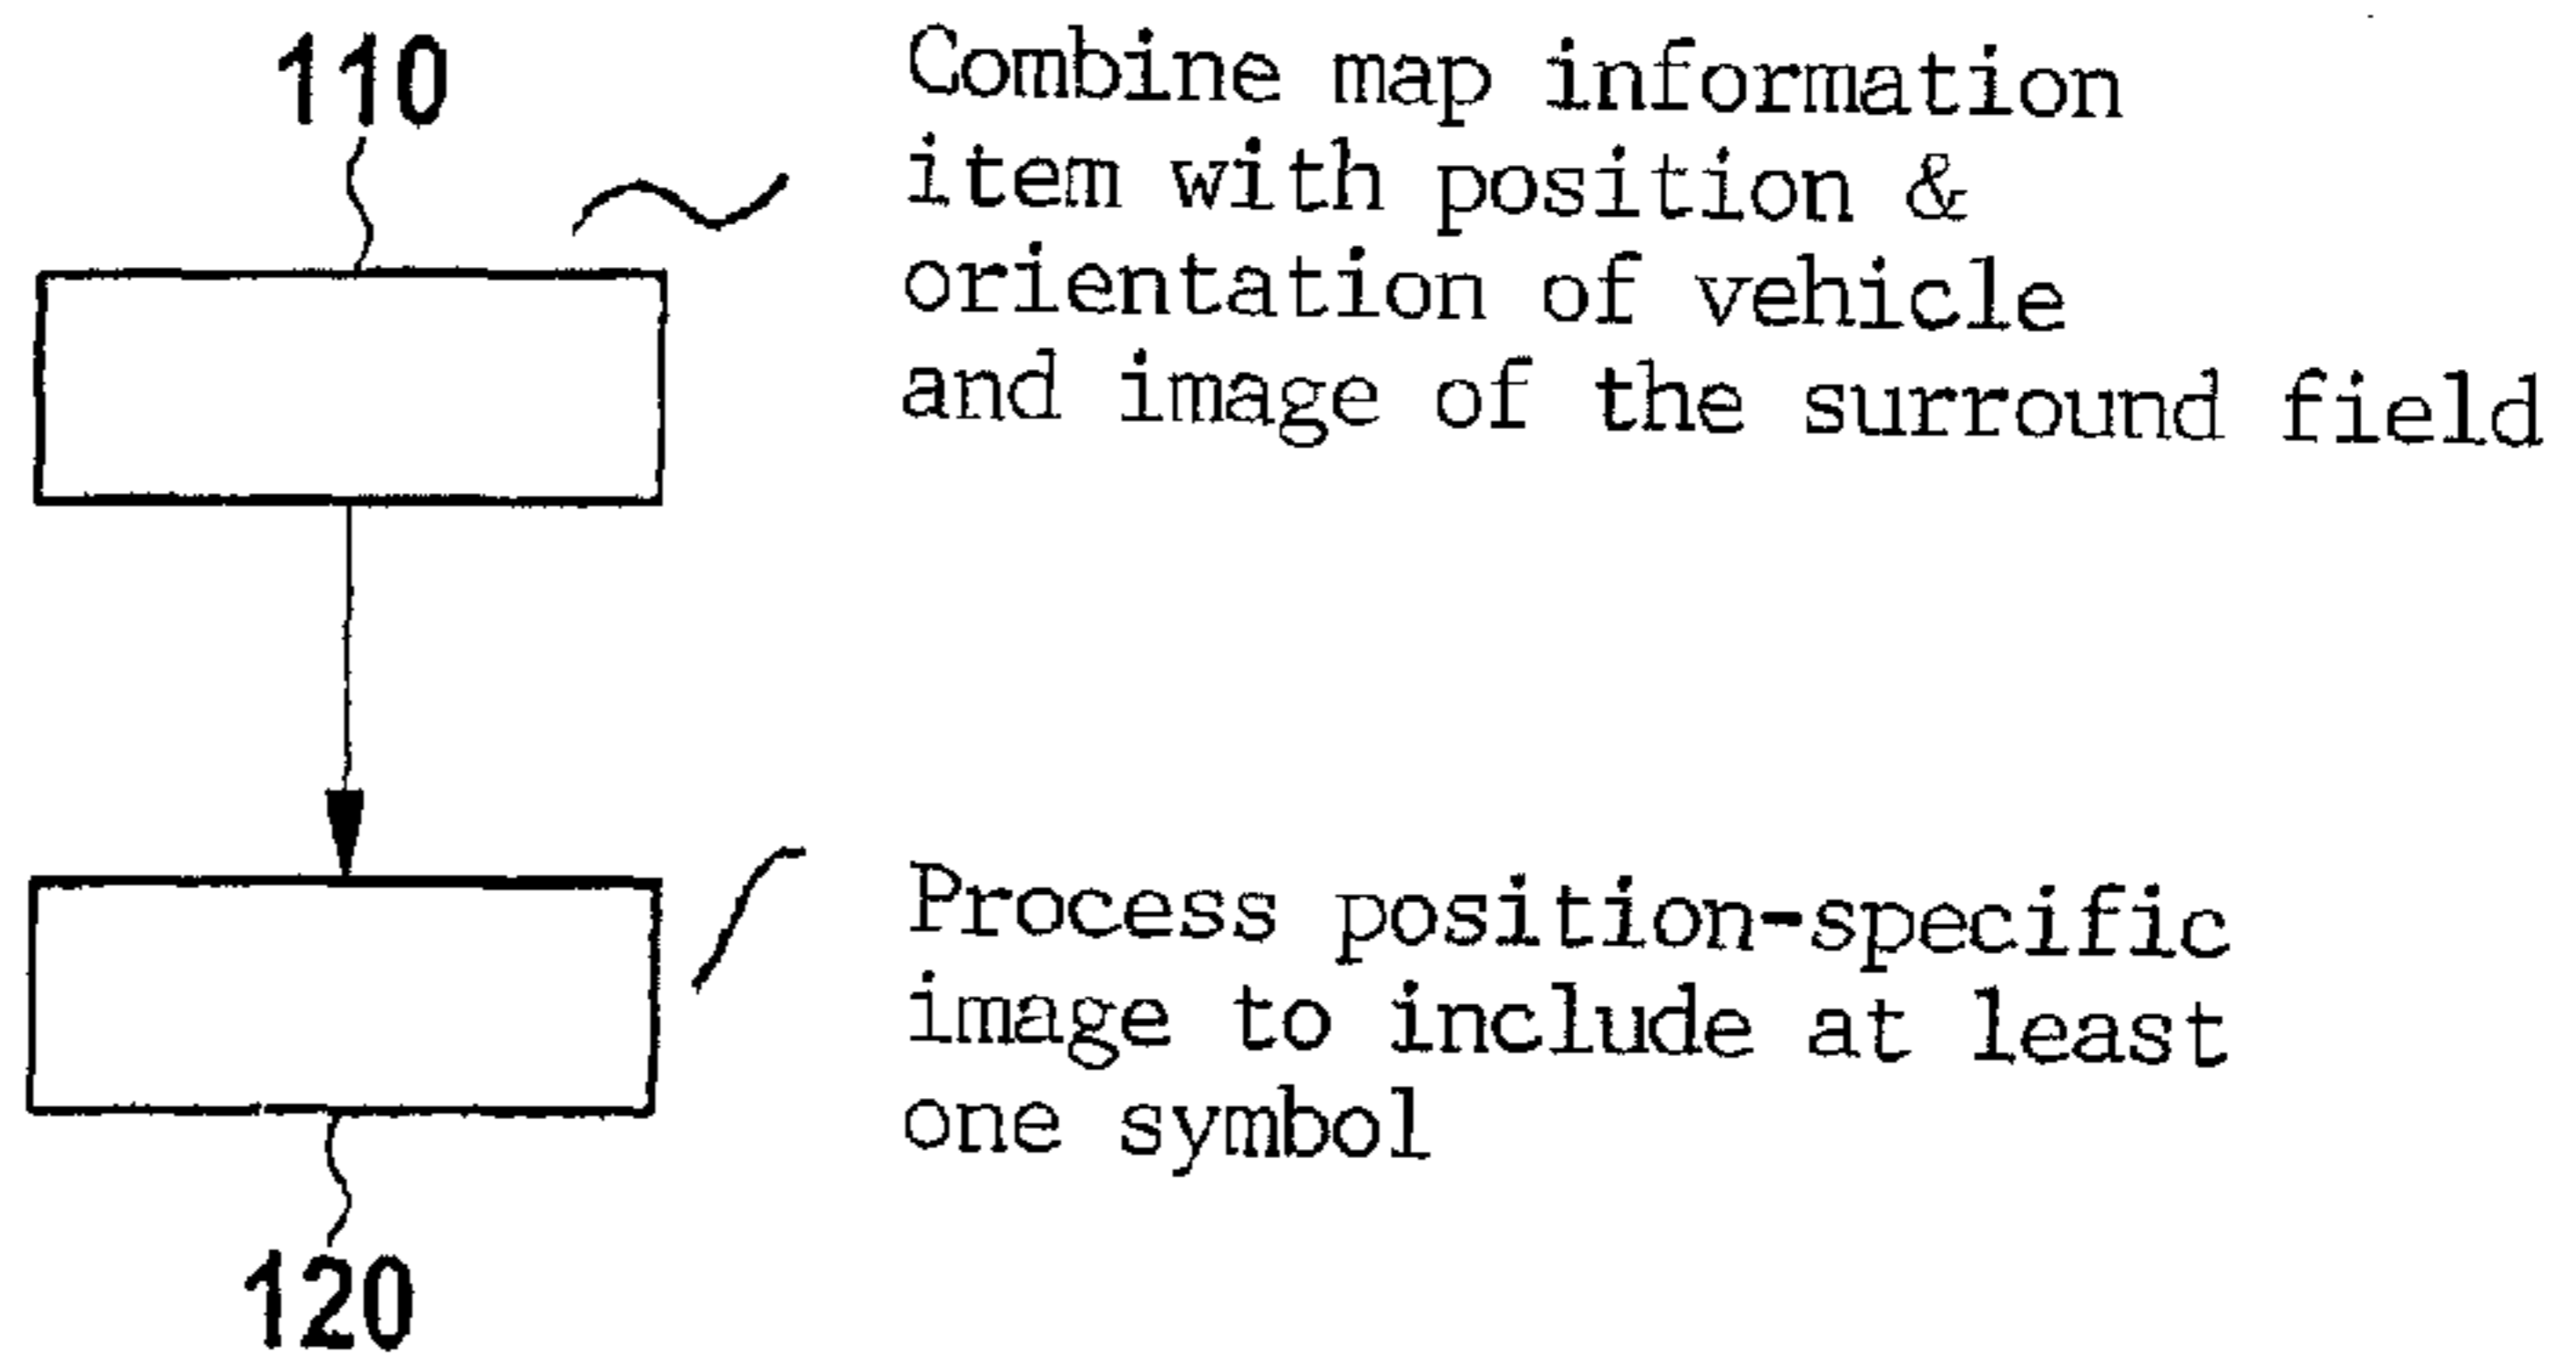 110
Combine map information
item with position &
orientation of vehicle
and image of the surround field
Process position-specific
image to include at least
one symbol
120